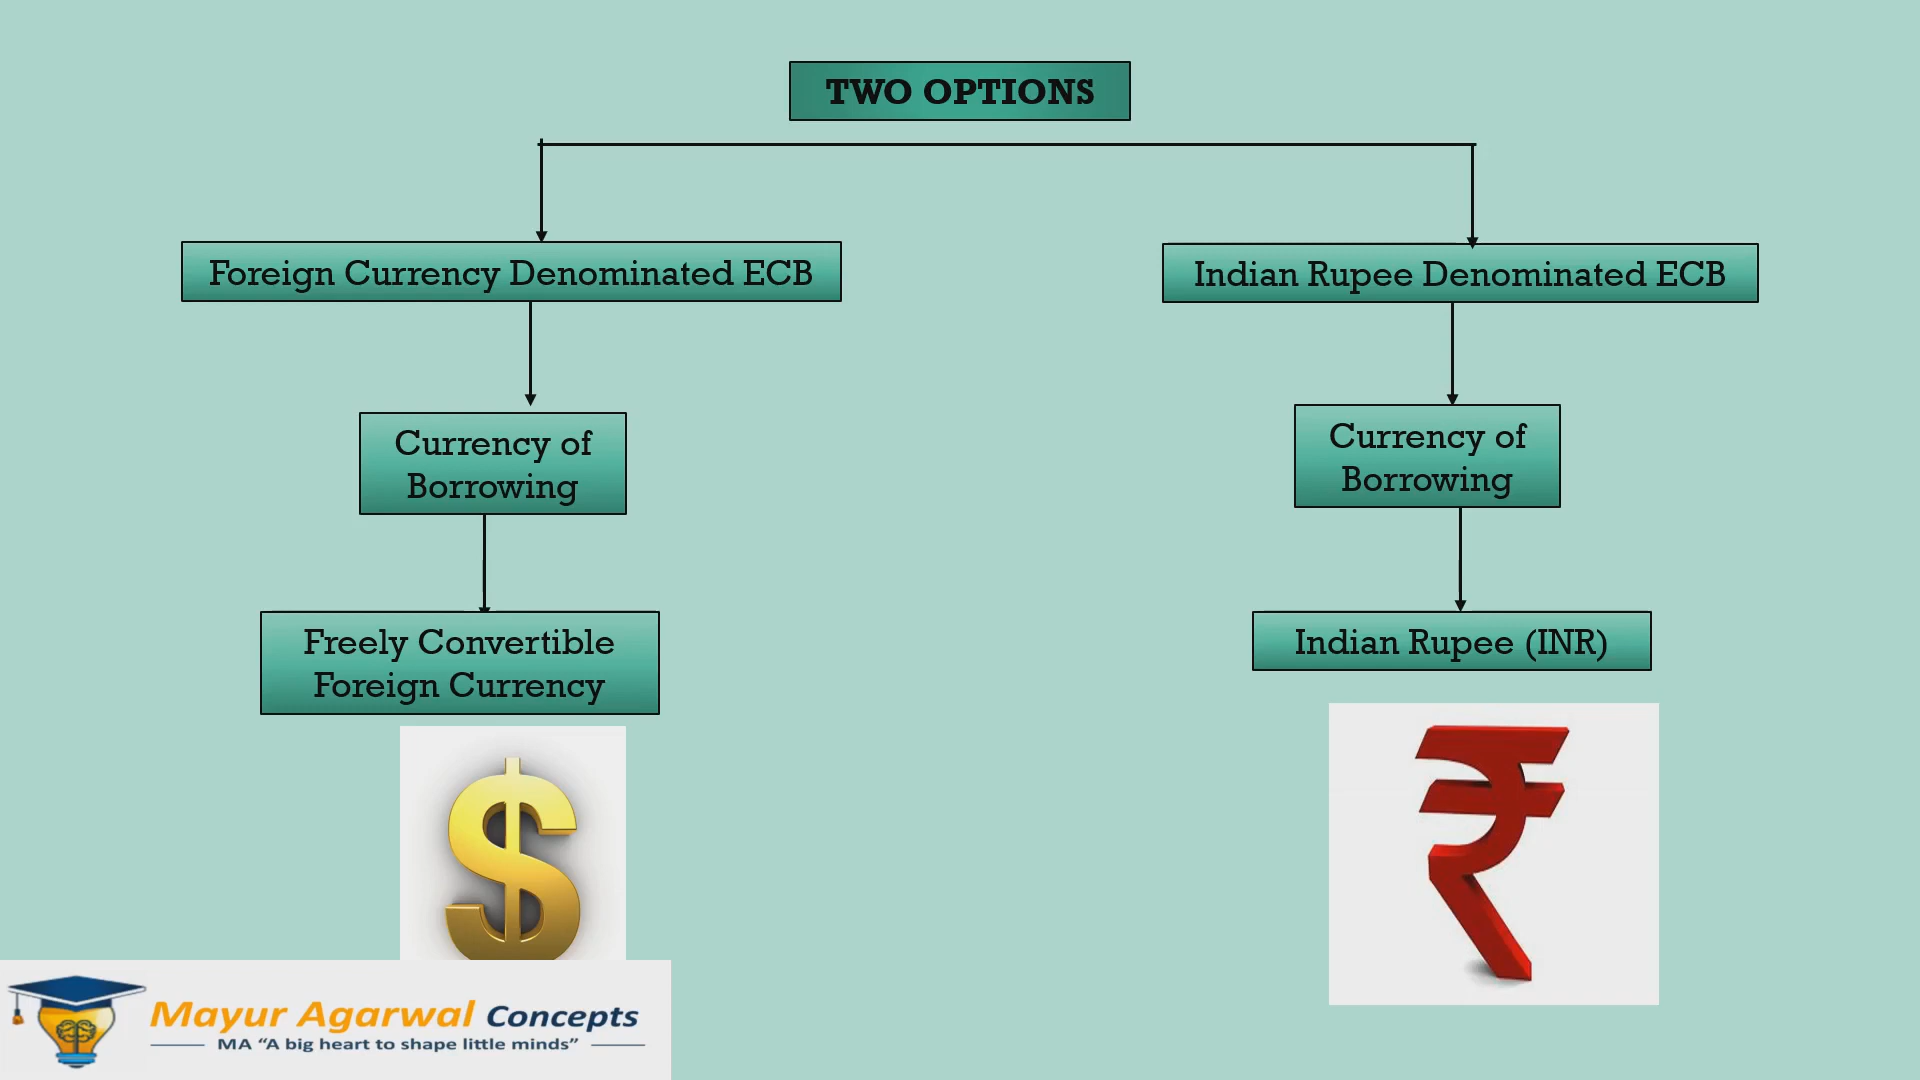 TWO OPTIONS
Foreign Currency Denominated ECB
Indian Rupee Denominated ECB
Currency of
Borrowing
Currency of
Borrowing
Freely Convertible
Foreign Currency
Indian Rupee (INR)
Mayur Agarwal Concepts
MA “A big heart to shape little minds”